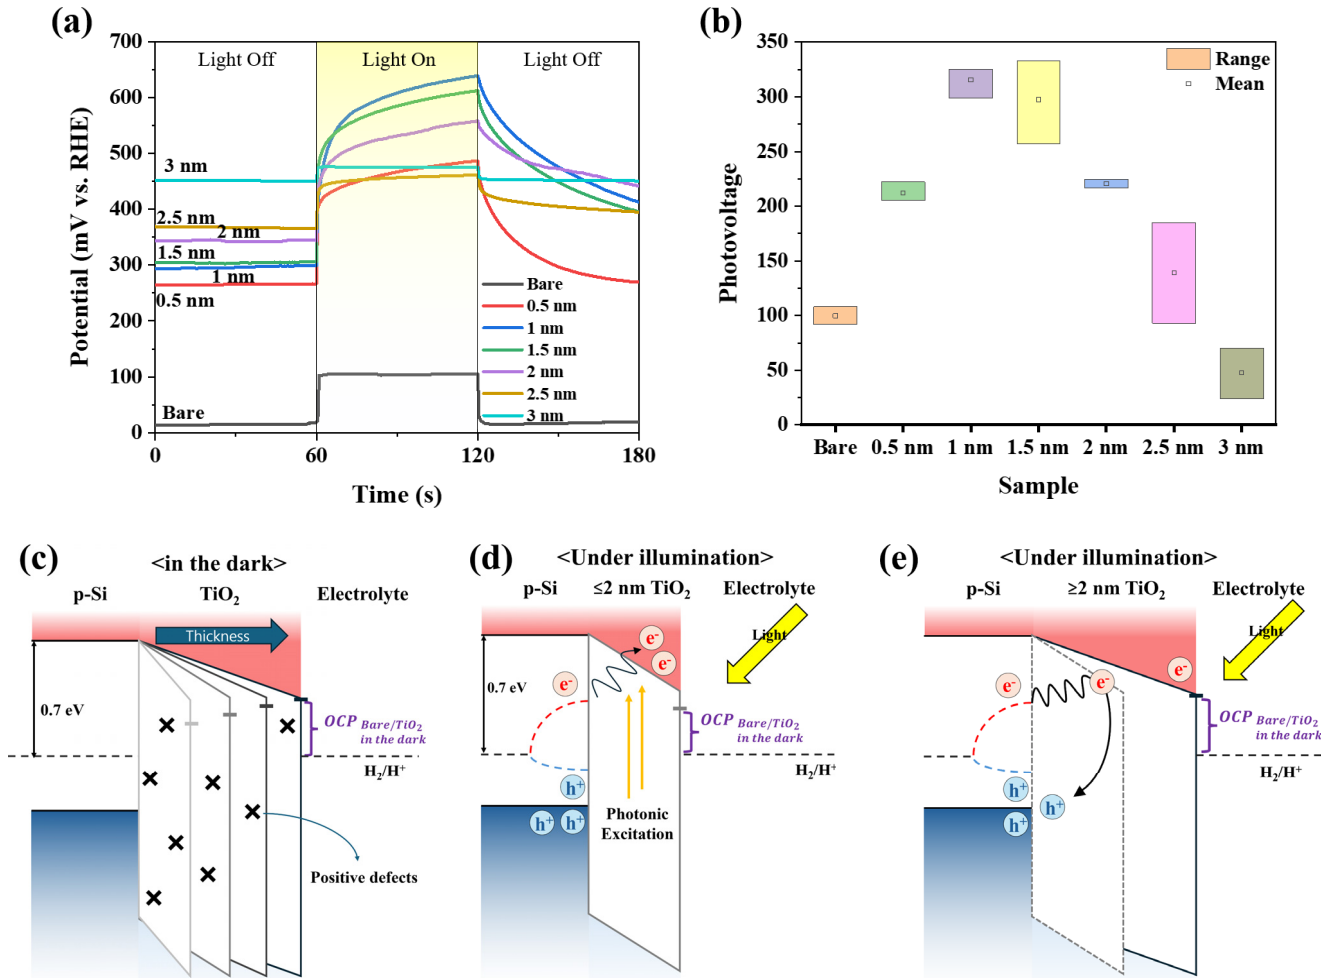 (a)
700
600
500
400
300
200
100
0
Potential (mV vs. RHE)
Light Off
Light On
Light Off
3 nm
2.5 nm
2 nm
1.5 nm
1 nm
0.5 nm
Bare
Bare
0.5 nm
1 nm
1.5 nm
2 nm
2.5 nm
3 nm
0
60
120
180
Time (s)
(b)
350
300
250
200
150
100
50
0
Photovoltage
Range
Mean
Bare
0.5 nm
1 nm
1.5 nm
2 nm
2.5 nm
3 nm
Sample
(c)
<in the dark>
p-Si
TiO₂
Electrolyte
Thickness
0.7 eV
OCP Bare/TiO₂
in the dark
H₂/H⁺
Positive defects
(d)
<Under illumination>
p-Si
≤2 nm TiO₂
Electrolyte
Light
e⁻
e⁻
e⁻
0.7 eV
OCP Bare/TiO₂
in the dark
H₂/H⁺
h⁺
h⁺
h⁺
Photonic
Excitation
(e)
<Under illumination>
p-Si
≥2 nm TiO₂
Electrolyte
Light
e⁻
e⁻
e⁻
OCP Bare/TiO₂
in the dark
H₂/H⁺
h⁺
h⁺
h⁺